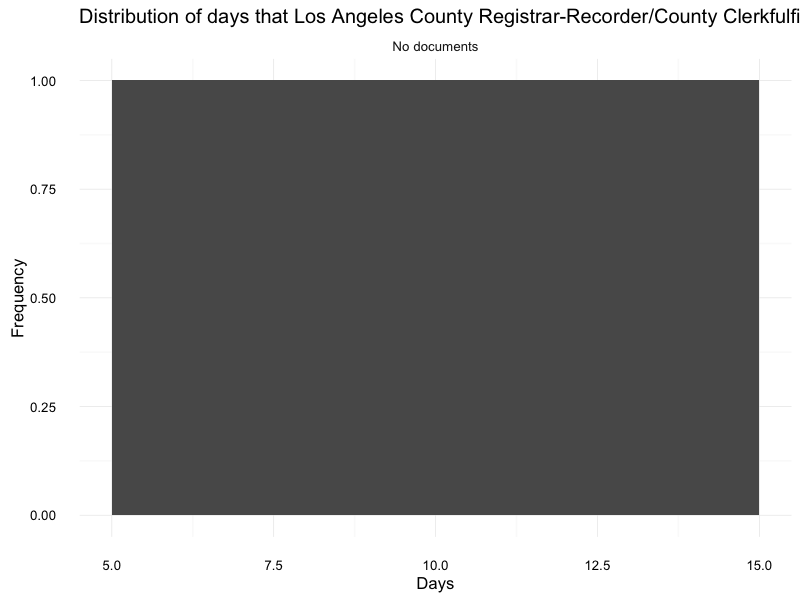 Distribution of days that Los Angeles County Registrar-Recorder/County Clerkfulfi
No documents
1.00
0.75
0.50
0.25
0.00
Frequency
5.0
7.5
10.0
12.5
15.0
Days